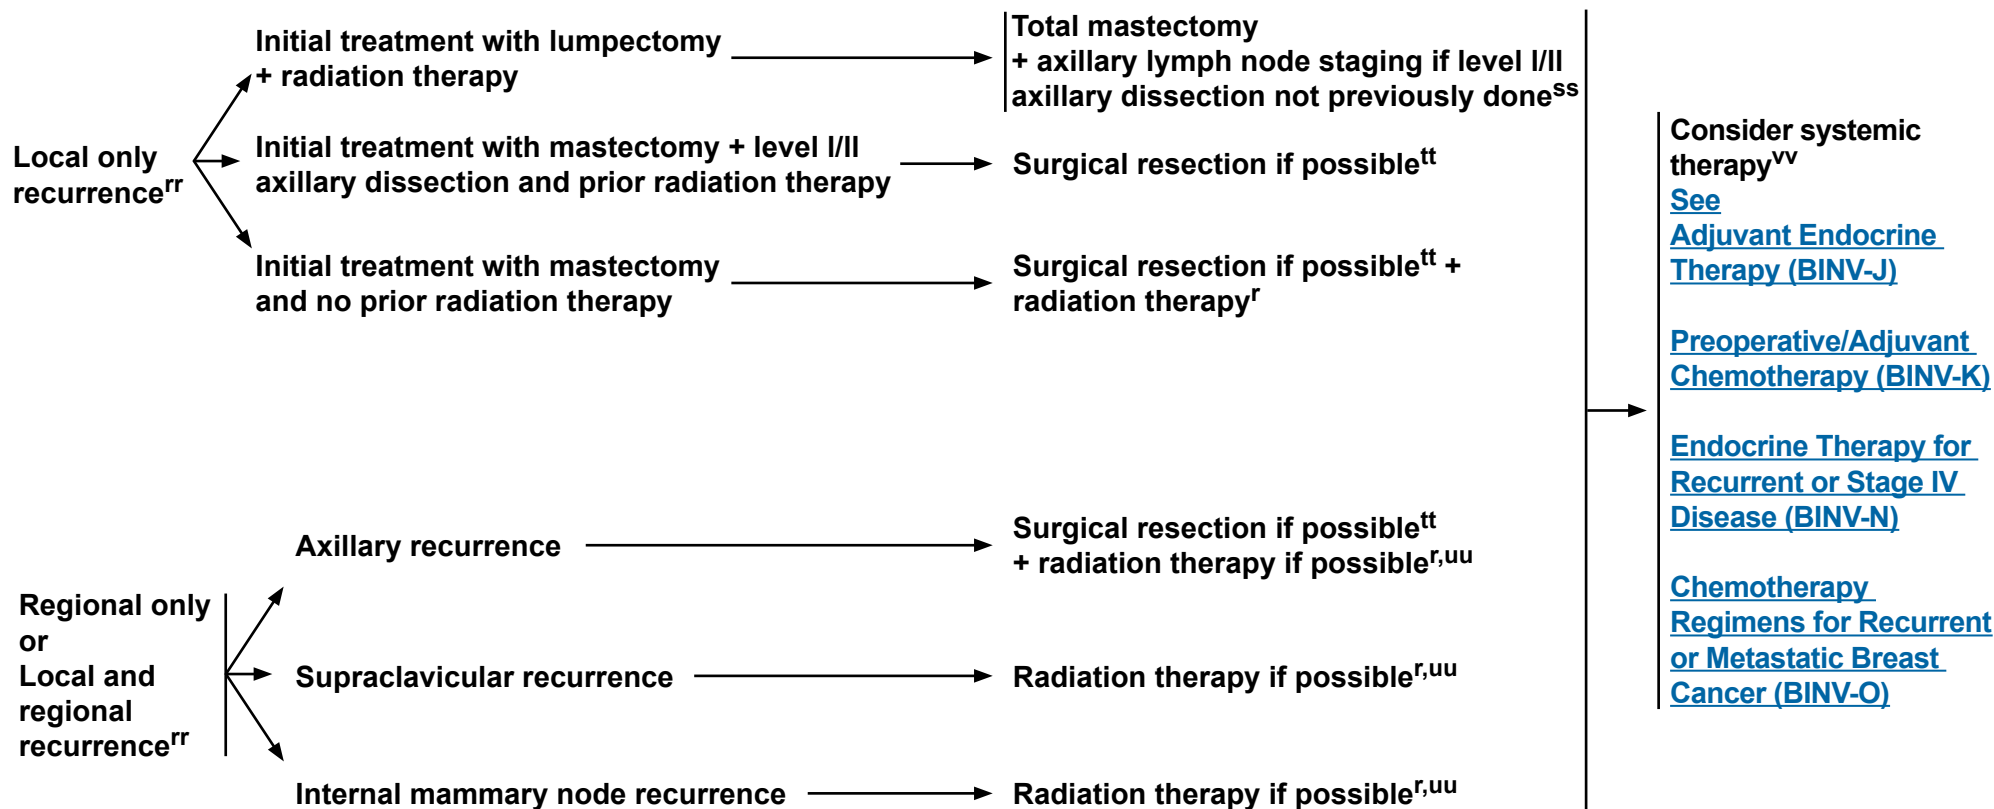 Local only
recurrencerr
Initial treatment with lumpectomy
+ radiation therapy
Total mastectomy
+ axillary lymph node staging if level I/II
axillary dissection not previously doness
Initial treatment with mastectomy + level I/II
axillary dissection and prior radiation therapy
Surgical resection if possiblett
Initial treatment with mastectomy
and no prior radiation therapy
Surgical resection if possiblett +
radiation therapyr
Regional only
or
Local and
regional
recurrencerr
Axillary recurrence
Surgical resection if possiblett
+ radiation therapy if possibler,uu
Supraclavicular recurrence
Radiation therapy if possibler,uu
Internal mammary node recurrence
Radiation therapy if possibler,uu
Consider systemic
therapyvv
See
Adjuvant Endocrine
Therapy (BINV-J)
Preoperative/Adjuvant
Chemotherapy (BINV-K)
Endocrine Therapy for
Recurrent or Stage IV
Disease (BINV-N)
Chemotherapy
Regimens for Recurrent
or Metastatic Breast
Cancer (BINV-O)